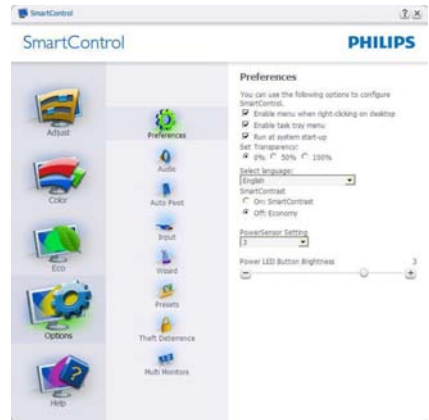 SmartControl
SmartControl
PHILIPS
Adjust
Color
Eco
Options
Help
Preferences
Audio
Auto Pivot
Input
Wizard
Presets
Theft Deterrence
Multi Monitors
Preferences
You can use the following options to configure
SmartControl.
Enable menu when right-clicking on desktop
Enable task tray menu
Run at system start-up
Set Transparency:
0% 50% 100%
Select language:
English
SmartContrast
On: SmartContrast
Off: Economy
PowerSensor Setting
3
Power LED Button Brightness 3